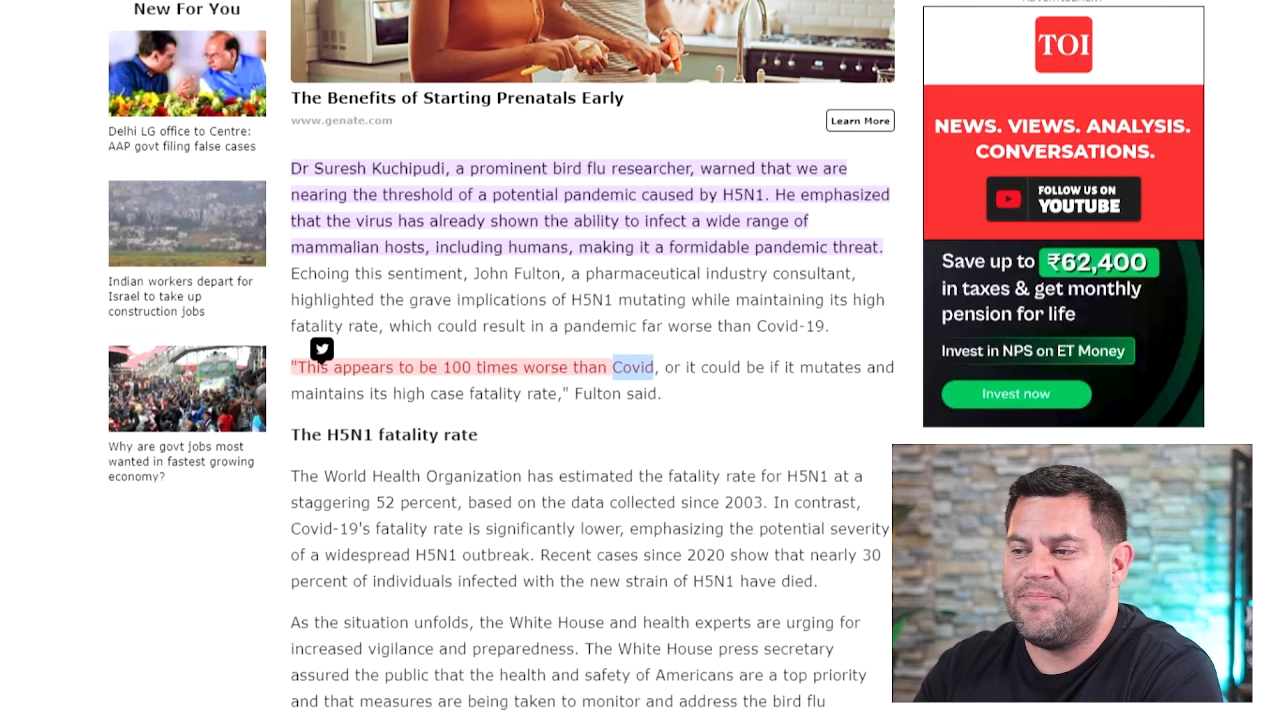 New For You
Delhi LG office to Centre:
AAP govt filing false cases
Indian workers depart for
Israel to take up
construction jobs
Why are govt jobs most
wanted in fastest growing
economy?
The Benefits of Starting Prenatals Early
www.genate.com
Learn More
Dr Suresh Kuchipudi, a prominent bird flu researcher, warned that we are
nearing the threshold of a potential pandemic caused by H5N1. He emphasized
that the virus has already shown the ability to infect a wide range of
mammalian hosts, including humans, making it a formidable pandemic threat.
Echoing this sentiment, John Fulton, a pharmaceutical industry consultant,
highlighted the grave implications of H5N1 mutating while maintaining its high
fatality rate, which could result in a pandemic far worse than Covid-19.
"This appears to be 100 times worse than Covid, or it could be if it mutates and
maintains its high case fatality rate," Fulton said.
The H5N1 fatality rate
The World Health Organization has estimated the fatality rate for H5N1 at a
staggering 52 percent, based on the data collected since 2003. In contrast,
Covid-19's fatality rate is significantly lower, emphasizing the potential severity
of a widespread H5N1 outbreak. Recent cases since 2020 show that nearly 30
percent of individuals infected with the new strain of H5N1 have died.
As the situation unfolds, the White House and health experts are urging for
increased vigilance and preparedness. The White House press secretary
assured the public that the health and safety of Americans are a top priority
and that measures are being taken to monitor and address the bird flu
TOI
NEWS. VIEWS. ANALYSIS.
CONVERSATIONS.
FOLLOW US ON
YOUTUBE
Save up to ₹62,400
in taxes & get monthly
pension for life
Invest in NPS on ET Money
Invest now